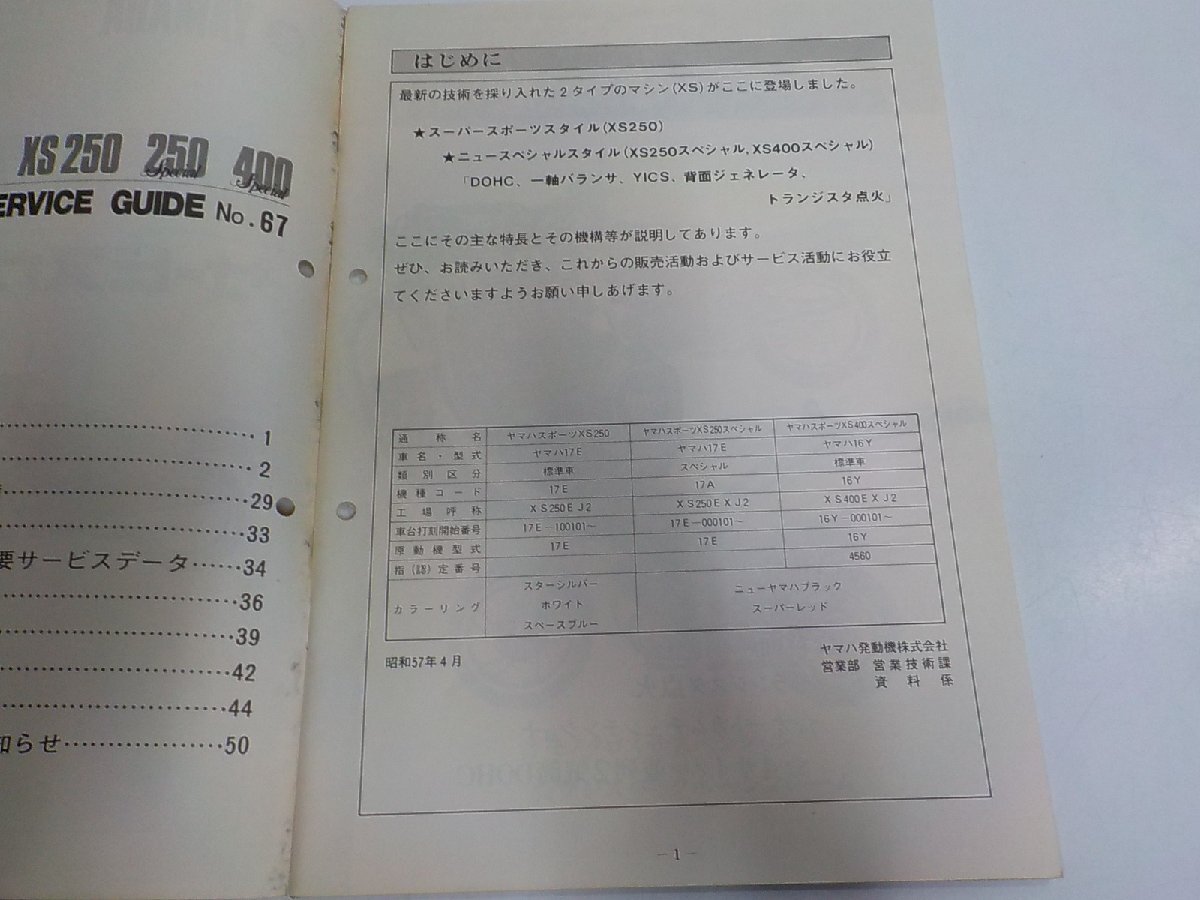 XS250 250 Special 400 Special
ERVICE GUIDE No.67
1
2
29
33
要サービスデータ……34
36
39
42
44
知らせ………………50
はじめに
最新の技術を採り入れた2タイプのマシン(XS)がここに登場しました。
★スーパースポーツスタイル(XS250)
★ニュースペシャルスタイル(XS250スペシャル,XS400スペシャル)
「DOHC、一軸バランサ、YICS、背面ジェネレータ、
トランジスタ点火」
ここにその主な特長とその機構等が説明してあります。
ぜひ、お読みいただき、これからの販売活動およびサービス活動にお役立
てくださいますようお願い申しあげます。
通称名 ヤマハスポーツXS250 ヤマハスポーツXS250スペシャル ヤマハスポーツXS400スペシャル
車名・型式 ヤマハ17E ヤマハ17E ヤマハ16Y
類別区分 標準車 スペシャル 標準車
機種コード 17E 17A 16Y
工場呼称 XS250E J2 XS250EX J2 XS400EX J2
車台打刻開始番号 17E-100101~ 17E-000101~ 16Y-000101~
原動機型式 17E 17E 16Y
指(認)定番号 4560
カラーリング スターシルバー ニューヤマハブラック
ホワイト スーパーレッド
スペースブルー
昭和57年4月
ヤマハ発動機株式会社
営業部 営業技術課
資料係
-1-